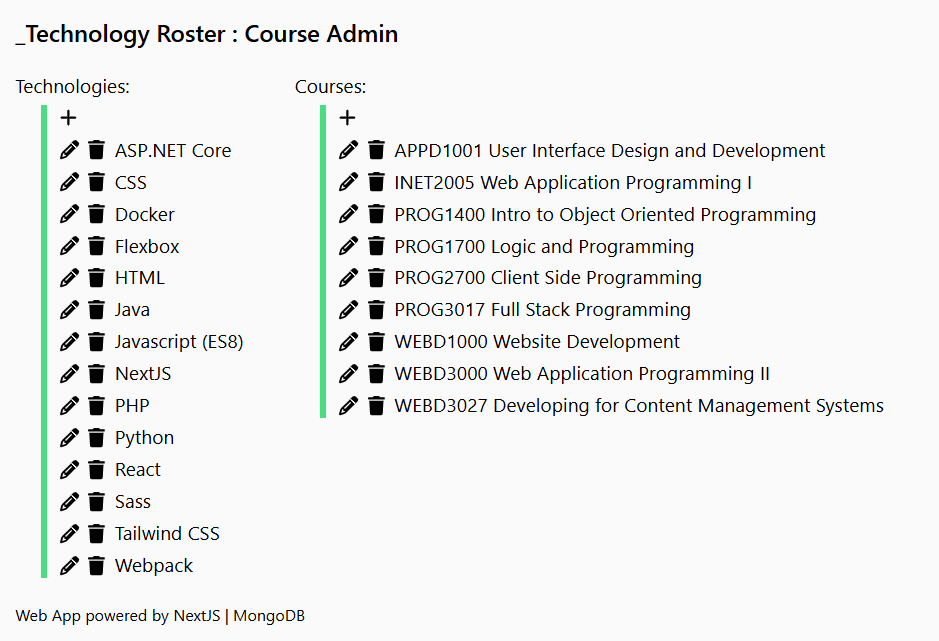 _Technology Roster : Course Admin
Technologies:
ASP.NET Core
CSS
Docker
Flexbox
HTML
Java
Javascript (ES8)
NextJS
PHP
Python
React
Sass
Tailwind CSS
Webpack
Courses:
APPD1001 User Interface Design and Development
INET2005 Web Application Programming I
PROG1400 Intro to Object Oriented Programming
PROG1700 Logic and Programming
PROG2700 Client Side Programming
PROG3017 Full Stack Programming
WEBD1000 Website Development
WEBD3000 Web Application Programming II
WEBD3027 Developing for Content Management Systems
Web App powered by NextJS | MongoDB